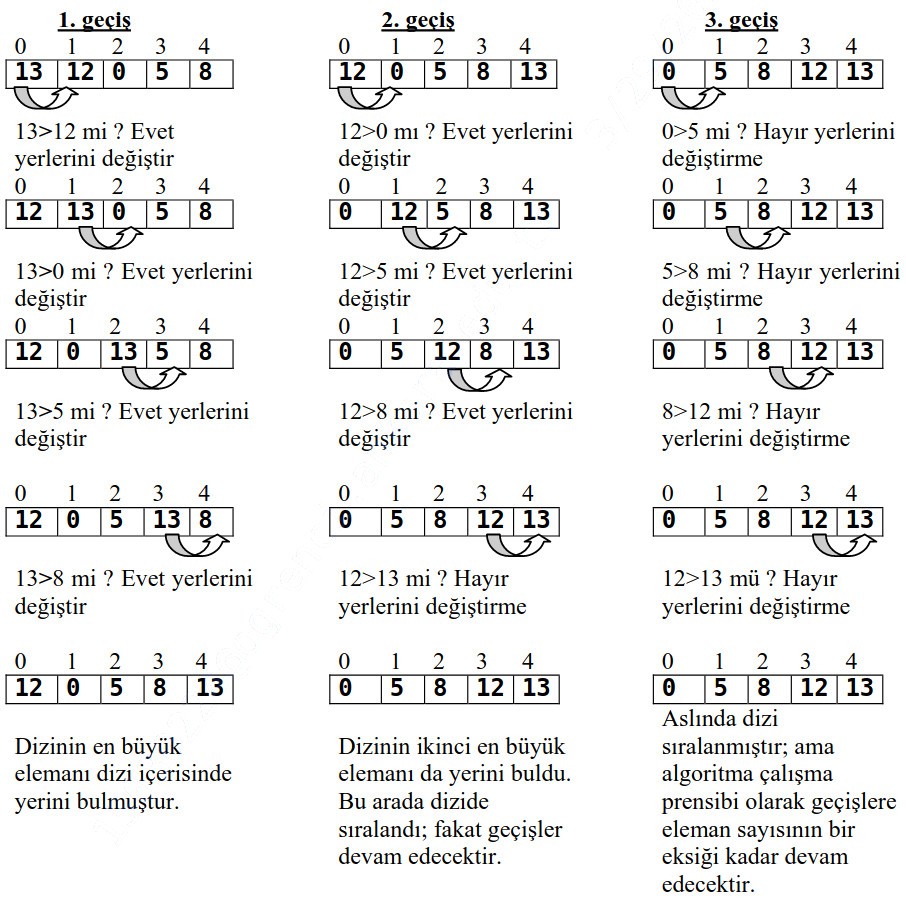 1. geçiş
0 1 2 3 4
13 12 0 5 8
13>12 mi ? Evet
yerlerini değiştir
0 1 2 3 4
12 13 0 5 8
13>0 mi ? Evet yerlerini
değiştir
0 1 2 3 4
12 0 13 5 8
13>5 mi ? Evet yerlerini
değiştir
0 1 2 3 4
12 0 5 13 8
13>8 mi ? Evet yerlerini
değiştir
0 1 2 3 4
12 0 5 8 13
Dizinin en büyük
elemanı dizi içerisinde
yerini bulmuştur.
2. geçiş
0 1 2 3 4
12 0 5 8 13
12>0 mı ? Evet yerlerini
değiştir
0 1 2 3 4
0 12 5 8 13
12>5 mi ? Evet yerlerini
değiştir
0 1 2 3 4
0 5 12 8 13
12>8 mi ? Evet yerlerini
değiştir
0 1 2 3 4
0 5 8 12 13
12>13 mi ? Hayır
yerlerini değiştirme
0 1 2 3 4
0 5 8 12 13
Dizinin ikinci en büyük
elemanı da yerini buldu.
Bu arada dizide
sıralandı; fakat geçişler
devam edecektir.
3. geçiş
0 1 2 3 4
0 5 8 12 13
0>5 mi ? Hayır yerlerini
değiştirme
0 1 2 3 4
0 5 8 12 13
5>8 mi ? Hayır yerlerini
değiştirme
0 1 2 3 4
0 5 8 12 13
8>12 mi ? Hayır
yerlerini değiştirme
0 1 2 3 4
0 5 8 12 13
12>13 mü ? Hayır
yerlerini değiştirme
0 1 2 3 4
0 5 8 12 13
Aslında dizi
sıralanmıştır; ama
algoritma çalışma
prensibi olarak geçişlere
eleman sayısının bir
eksiği kadar devam
edecektir.